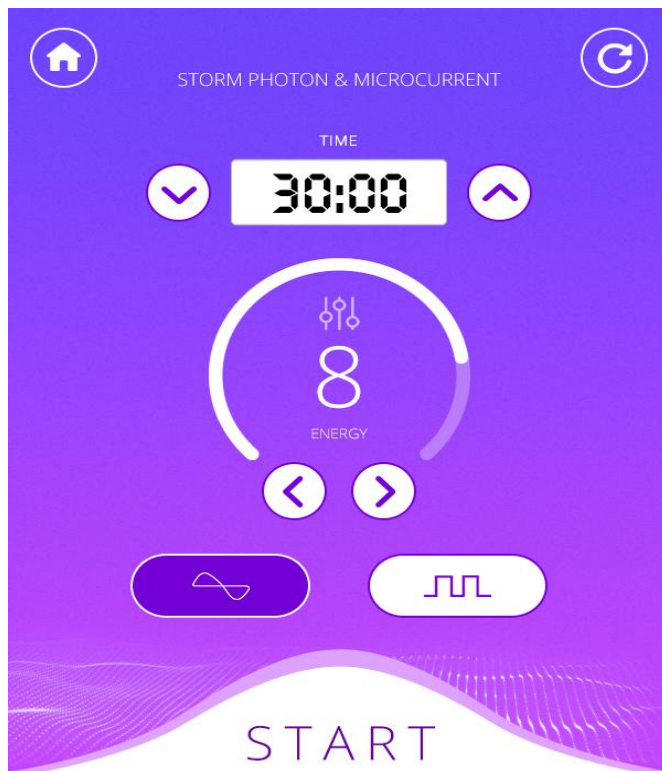 STORM PHOTON & MICROCURRENT
TIME
30:00
8
ENERGY
START